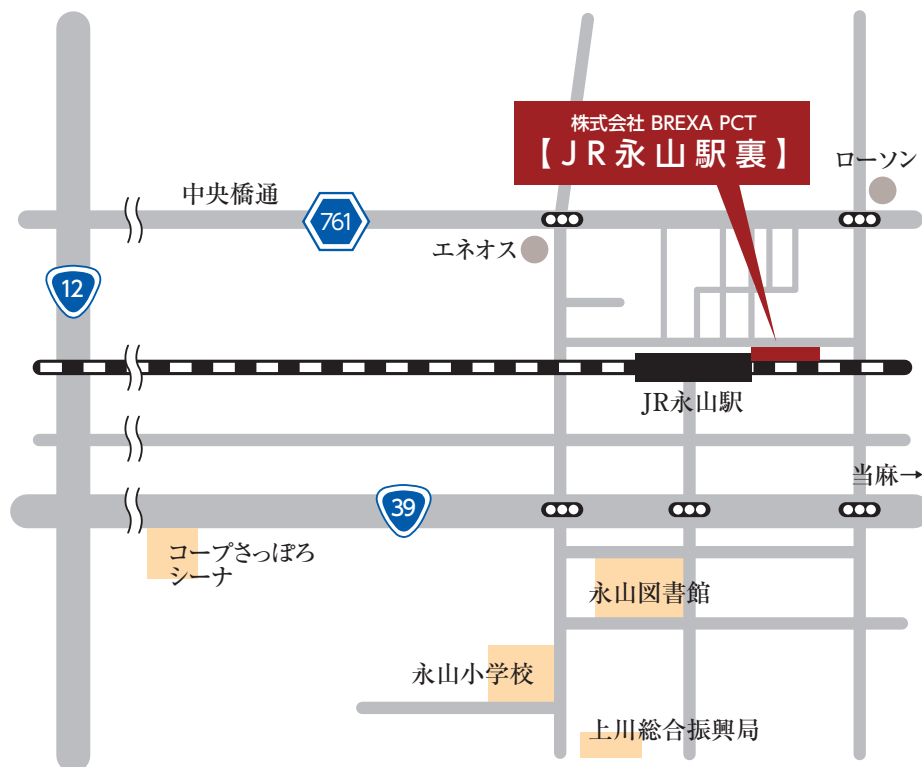 株式会社 BREXA PCT
【JR永山駅裏】
ローソン
中央橋通
761
エネオス
12
JR永山駅
当麻→
39
コープさっぽろ
シーナ
永山図書館
永山小学校
上川総合振興局